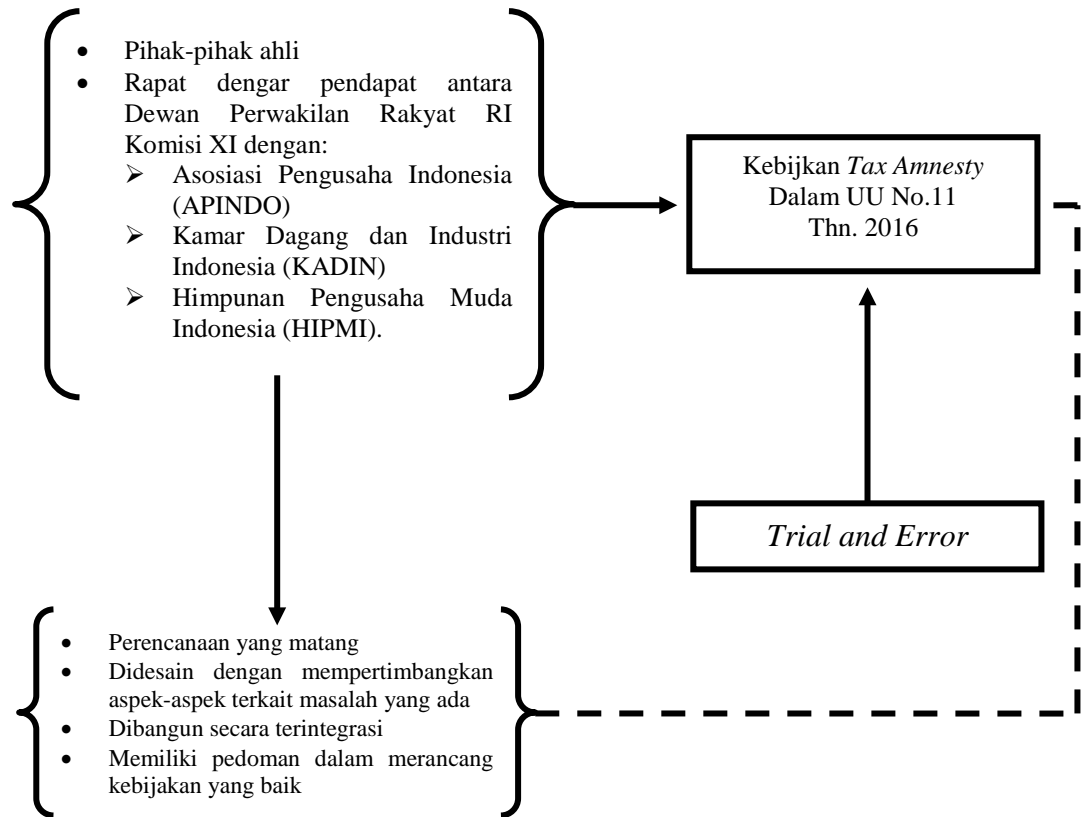 • Pihak-pihak ahli
• Rapat dengar pendapat antara
Dewan Perwakilan Rakyat RI
Komisi XI dengan:
➢ Asosiasi Pengusaha Indonesia
(APINDO)
➢ Kamar Dagang dan Industri
Indonesia (KADIN)
➢ Himpunan Pengusaha Muda
Indonesia (HIPMI).
Kebijkan Tax Amnesty
Dalam UU No.11
Thn. 2016
Trial and Error
• Perencanaan yang matang
• Didesain dengan mempertimbangkan
aspek-aspek terkait masalah yang ada
• Dibangun secara terintegrasi
• Memiliki pedoman dalam merancang
kebijakan yang baik